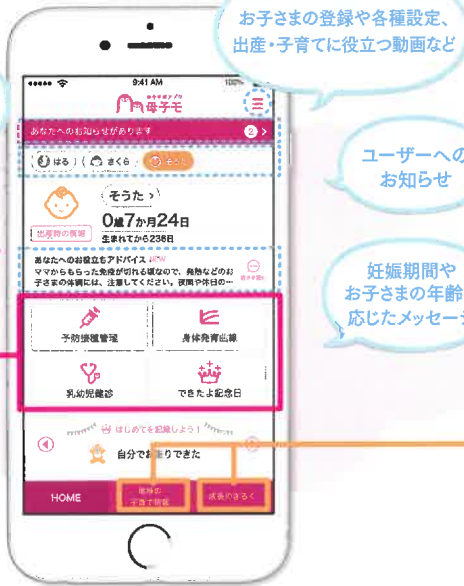 お子さまの登録や各種設定、
出産・子育てに役立つ動画など
9:41 AM
100%
母子モ
あなたへのお知らせがあります
2
はる
さくら
そうた
そうた
0歳7か月24日
生まれてから238日
出産時の情報
あなたへのお役立ちアドバイス NEW
ママからもらった免疫が切れる頃なので、発熱などのお
子さまの体調には、注意してください。夜間や休日の…
ユーザーへの
お知らせ
妊娠期間や
お子さまの年齢
応じたメッセージ
予防接種管理
身体発育曲線
乳幼児健診
できたよ記念日
はじめてを記録しよう!
自分でお座りできた
HOME
子育て情報
成長のきろく